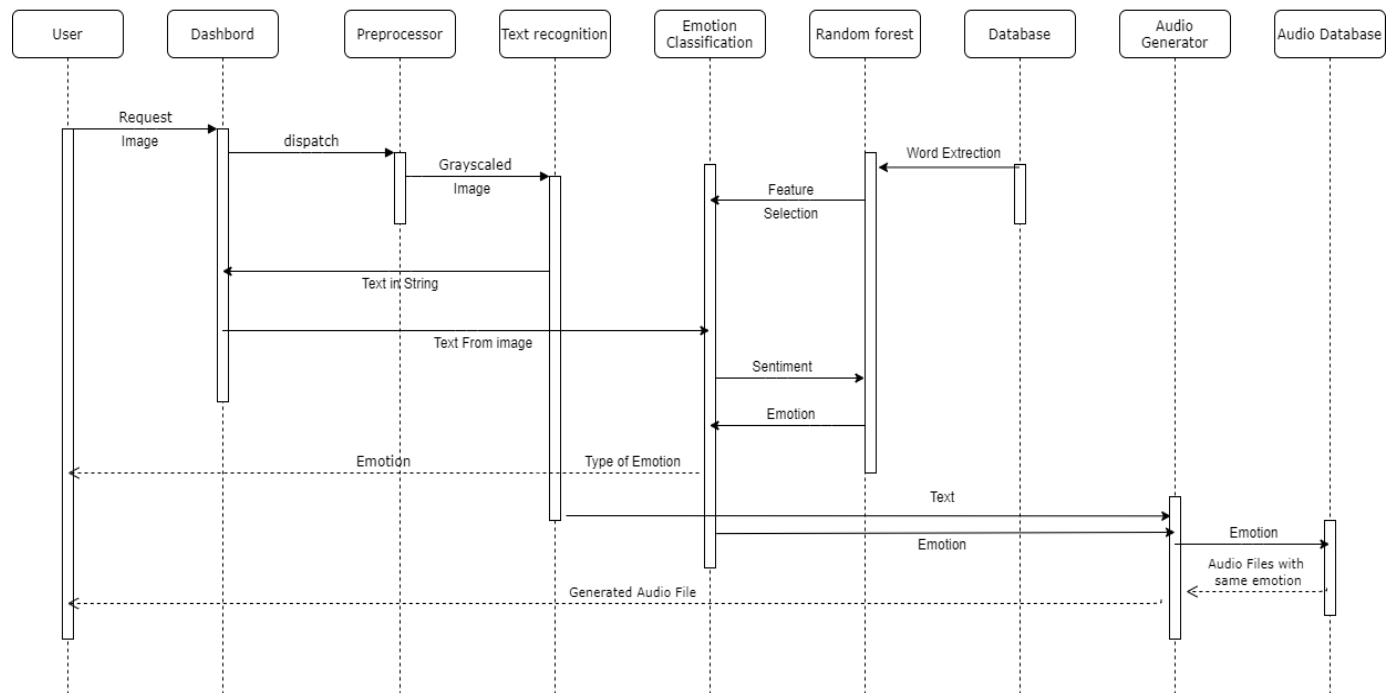 User
Dashbord
Preprocessor
Text recognition
Emotion
Classification
Random forest
Database
Audio
Generator
Audio Database
Request
Image
dispatch
Grayscaled
Image
Word Extrection
Feature
Selection
Text in String
Text From image
Sentiment
Emotion
Emotion
Type of Emotion
Text
Emotion
Emotion
Audio Files with
same emotion
Generated Audio File